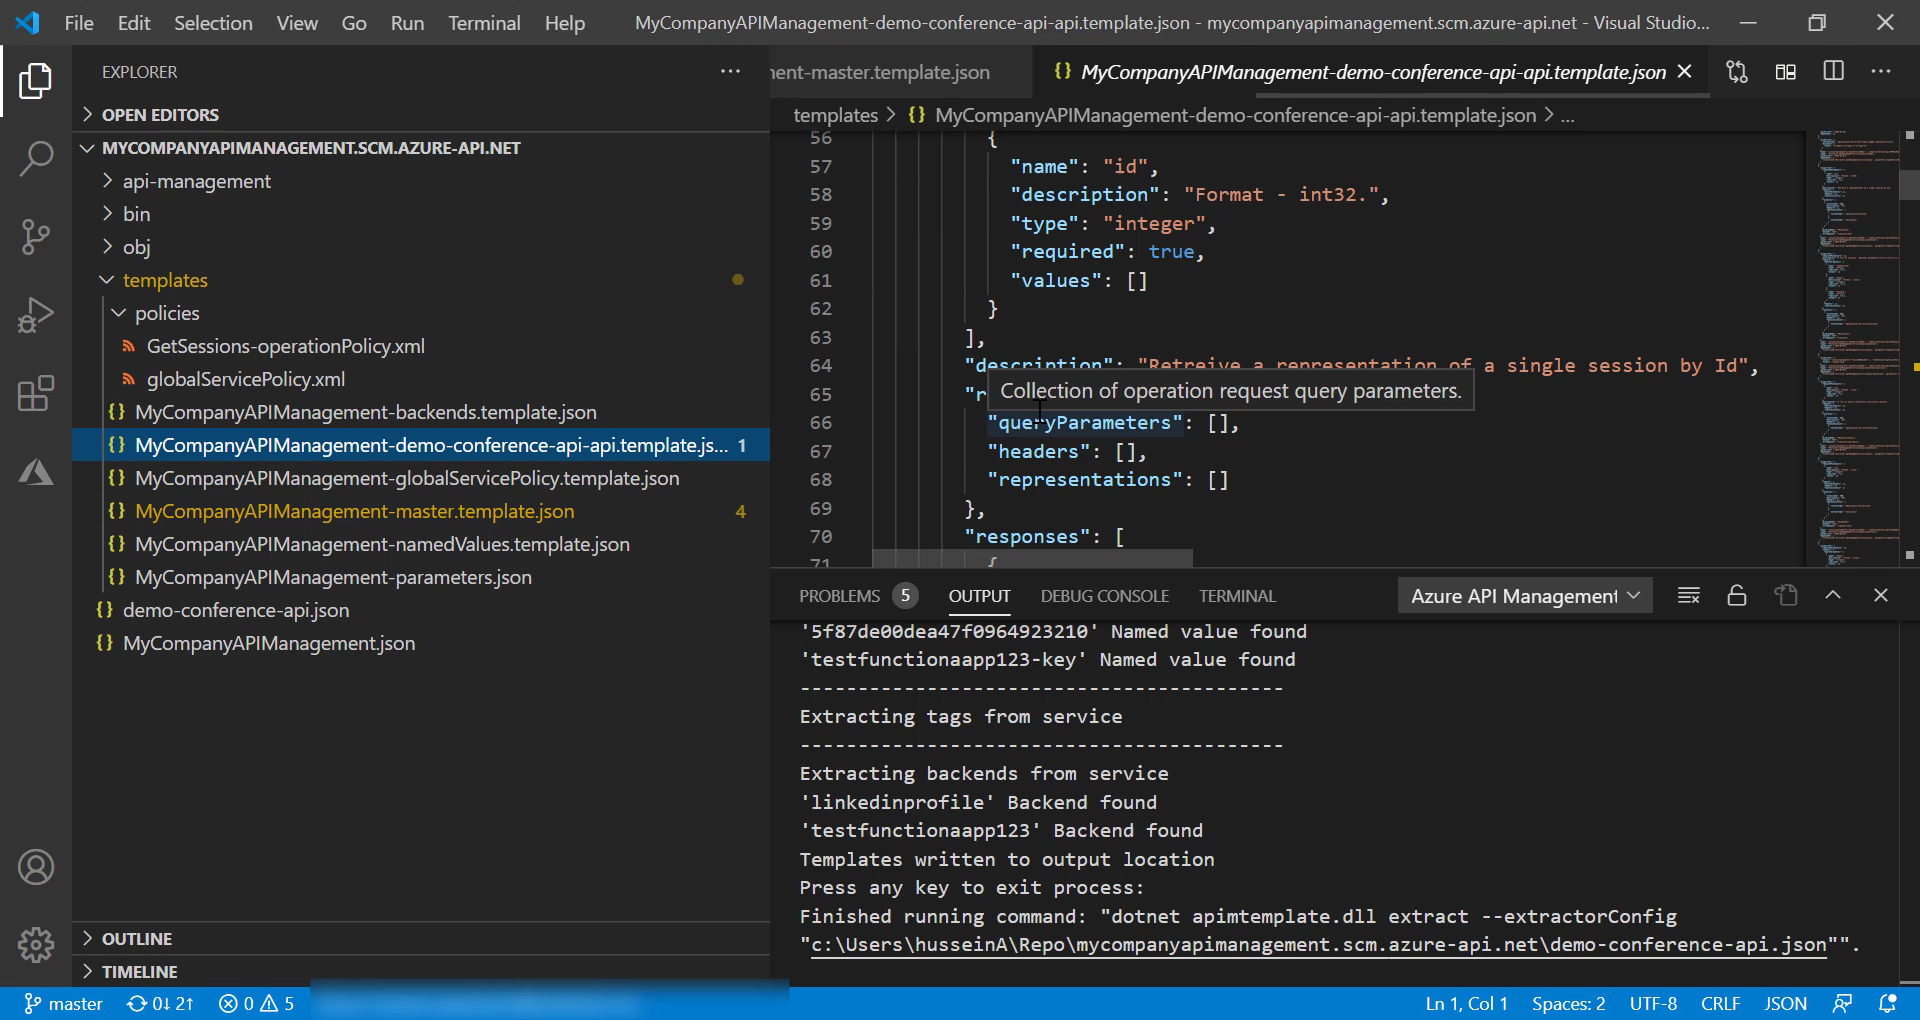 File Edit Selection View Go Run Terminal Help MyCompanyAPIManagement-demo-conference-api-api.template.json - mycompanyapimanagement.scm.azure-api.net - Visual Studio...
EXPLORER
OPEN EDITORS
MYCOMPANYAPIMANAGEMENT.SCM.AZURE-API.NET
api-management
bin
obj
templates
policies
GetSessions-operationPolicy.xml
globalServicePolicy.xml
{} MyCompanyAPIManagement-backends.template.json
{} MyCompanyAPIManagement-demo-conference-api-api.template.js... 1
{} MyCompanyAPIManagement-globalServicePolicy.template.json
{} MyCompanyAPIManagement-master.template.json 4
{} MyCompanyAPIManagement-namedValues.template.json
{} MyCompanyAPIManagement-parameters.json
{} demo-conference-api.json
{} MyCompanyAPIManagement.json
OUTLINE
TIMELINE
nent-master.template.json {} MyCompanyAPIManagement-demo-conference-api-api.template.json
templates > {} MyCompanyAPIManagement-demo-conference-api-api.template.json > ...
56 {
57 "name": "id",
58 "description": "Format - int32.",
59 "type": "integer",
60 "required": true,
61 "values": []
62 }
63 ],
64 "description": "Retreive a representation of a single session by Id",
65 "r
Collection of operation request query parameters.
66 "queryParameters": [],
67 "headers": [],
68 "representations": []
69 },
70 "responses": [
71 {
PROBLEMS 5 OUTPUT DEBUG CONSOLE TERMINAL Azure API Management
'5f87de00dea47f0964923210' Named value found
'testfunctionaapp123-key' Named value found
------------------------------------------
Extracting tags from service
------------------------------------------
Extracting backends from service
'linkedinprofile' Backend found
'testfunctionaapp123' Backend found
Templates written to output location
Press any key to exit process:
Finished running command: "dotnet apimtemplate.dll extract --extractorConfig
"c:\Users\husseinA\Repo\mycompanyapimanagement.scm.azure-api.net\demo-conference-api.json"".
master 0↓ 2↑ 0 5 Ln 1, Col 1 Spaces: 2 UTF-8 CRLF JSON